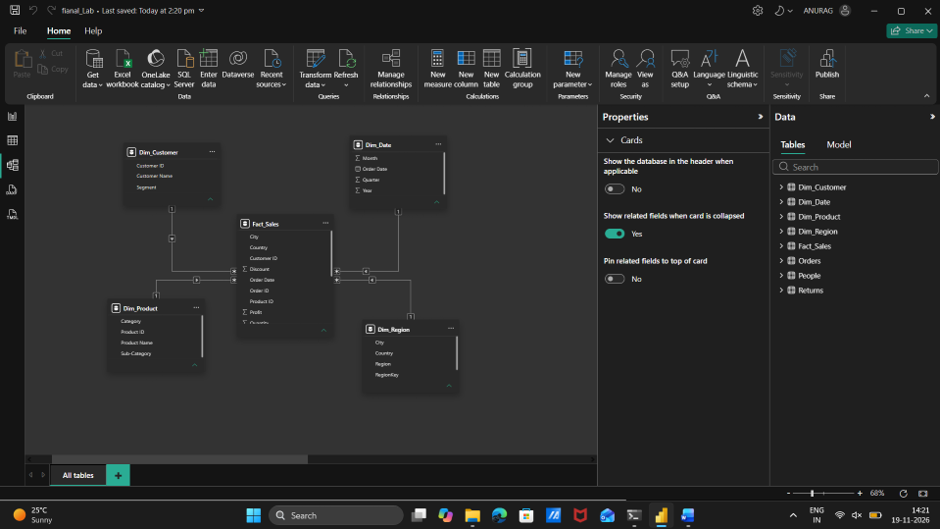 fianal_Lab • Last saved: Today at 2:20 pm
ANURAG
File
Home
Help
Share
Paste
Cut
Copy
Get data
Excel workbook
OneLake catalog
SQL Server
Enter data
Dataverse
Recent sources
Transform data
Refresh
Manage relationships
New measure
New column
New table
Calculation group
New parameter
Manage roles
View as
Q&A setup
Language
Linguistic schema
Sensitivity
Publish
Clipboard
Data
Queries
Relationships
Calculations
Parameters
Security
Q&A
Sensitivity
Share
DAX
TMDL
Dim_Customer
Customer ID
Customer Name
Segment
1
Dim_Date
Month
Order Date
Quarter
Year
1
Fact_Sales
City
Country
Customer ID
Discount
Order Date
Order ID
Product ID
Profit
Quantity
Dim_Product
Category
Product ID
Product Name
Sub-Category
1
Dim_Region
City
Country
Region
RegionKey
1
Properties
Cards
Show the database in the header when
applicable
No
Show related fields when card is collapsed
Yes
Pin related fields to top of card
No
Data
Tables
Model
Search
Dim_Customer
Dim_Date
Dim_Product
Dim_Region
Fact_Sales
Orders
People
Returns
All tables
+
- + 68%
25°C
Sunny
Search
ENG
IN
14:21
19-11-2026